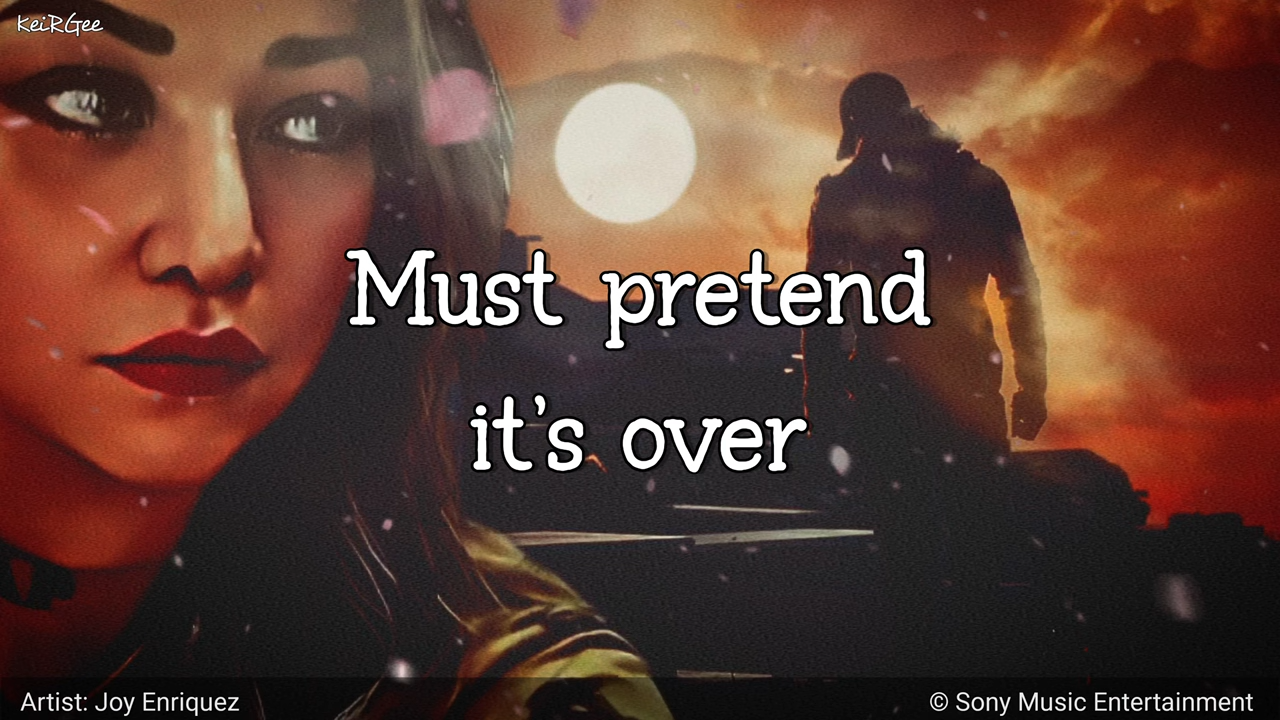 KeiRGee
Must pretend
it's over
Artist: Joy Enriquez
© Sony Music Entertainment